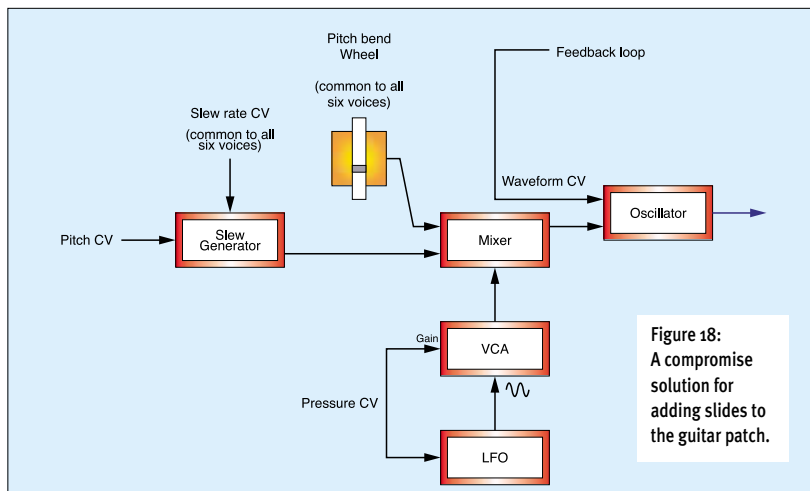 Pitch bend
Wheel
(common to all
six voices)
Feedback loop
Slew rate CV
(common to all
six voices)
Waveform CV
Oscillator
Pitch CV
Slew
Generator
Mixer
Gain
VCA
Pressure CV
LFO
Figure 18:
A compromise
solution for
adding slides to
the guitar patch.